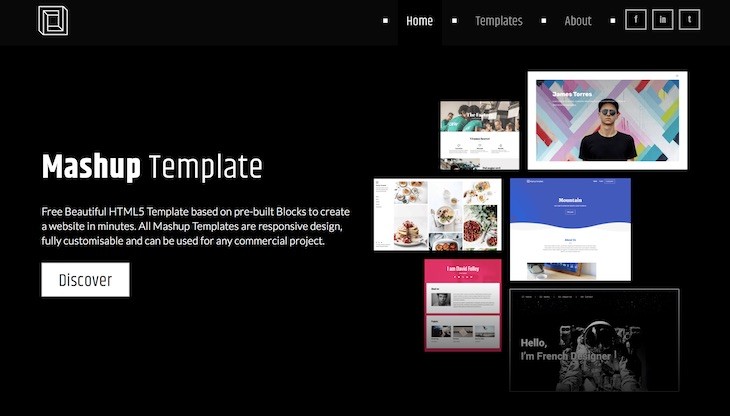 Home
Templates
About
f
in
t
Mashup Template
Free Beautiful HTML5 Template based on pre-built Blocks to create
a website in minutes. All Mashup Templates are responsive design,
fully customisable and can be used for any commercial project.
Discover
James Torres
Mountain
About Us
I am David Folley
Hello,
I'm French Designer !